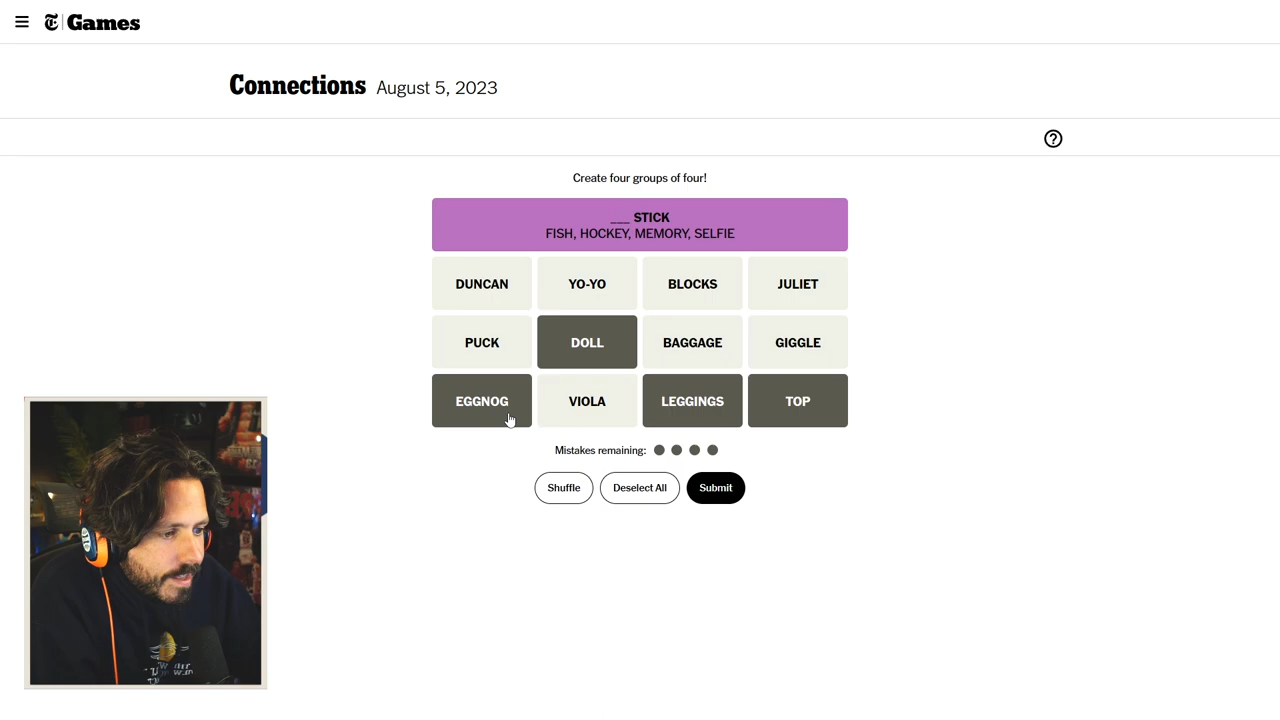 Games
Connections August 5, 2023
Create four groups of four!
___ STICK
FISH, HOCKEY, MEMORY, SELFIE
DUNCAN YO-YO BLOCKS JULIET
PUCK DOLL BAGGAGE GIGGLE
EGGNOG VIOLA LEGGINGS TOP
Mistakes remaining:
Shuffle Deselect All Submit